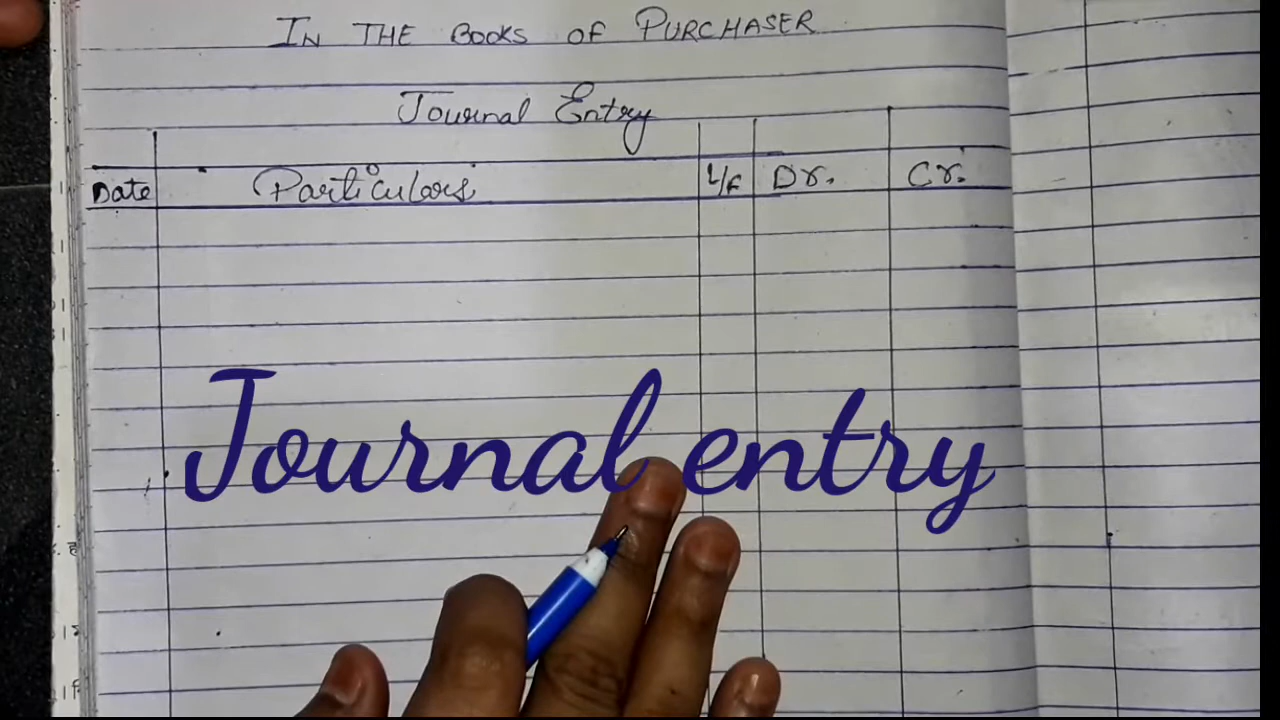 IN THE BOOKS OF PURCHASER
Journal Entry
Date Particulars L/F Dr. Cr.
Journal entry